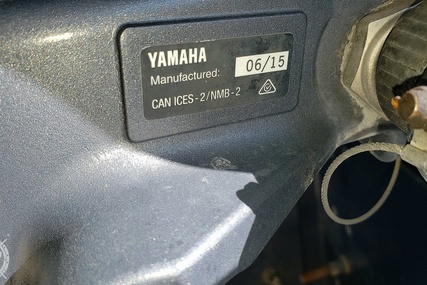 YAMAHA
Manufactured: 06/15
CAN ICES-2/NMB-2